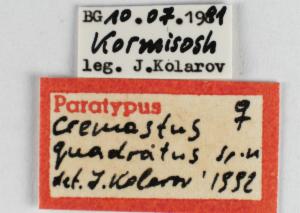 BG 10.07.1981
Kormisosh
leg. J.Kolarov
Paratypus ♀
Cremastus
quadratus sp.n
det. J. Kolarov 1992